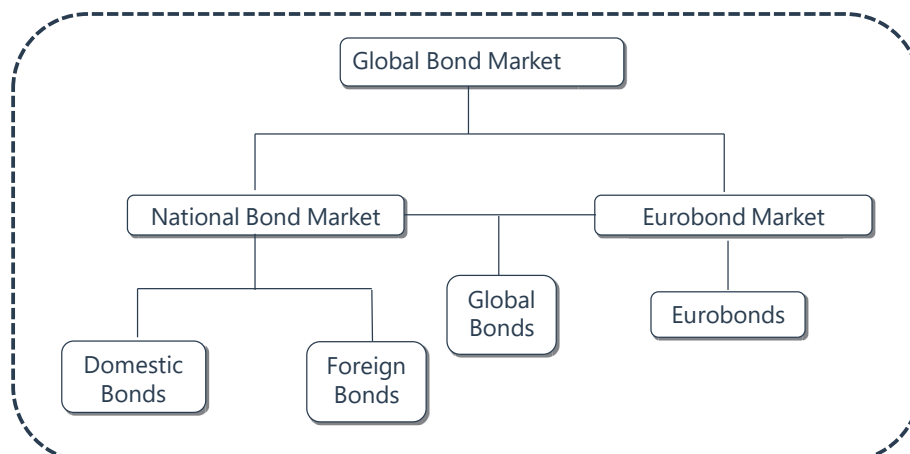 Global Bond Market
National Bond Market
Eurobond Market
Global
Bonds
Eurobonds
Domestic
Bonds
Foreign
Bonds